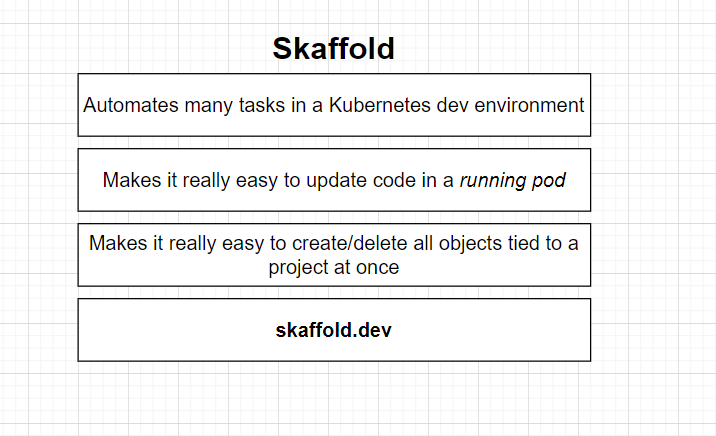 Skaffold
Automates many tasks in a Kubernetes dev environment
Makes it really easy to update code in a running pod
Makes it really easy to create/delete all objects tied to a
project at once
skaffold.dev